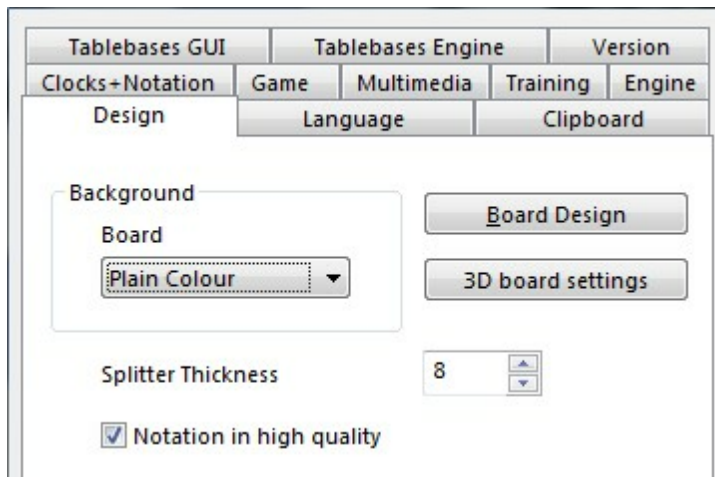 Tablebases GUI Tablebases Engine Version
Clocks+Notation Game Multimedia Training Engine
Design Language Clipboard
Background
Board Design
Board
Plain Colour
3D board settings
Splitter Thickness 8
Notation in high quality